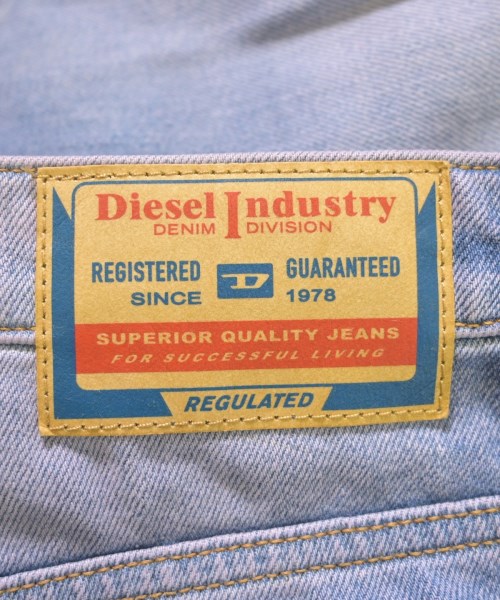 Diesel Industry
DENIM DIVISION
REGISTERED D GUARANTEED
SINCE 1978
SUPERIOR QUALITY JEANS
FOR SUCCESSFUL LIVING
REGULATED